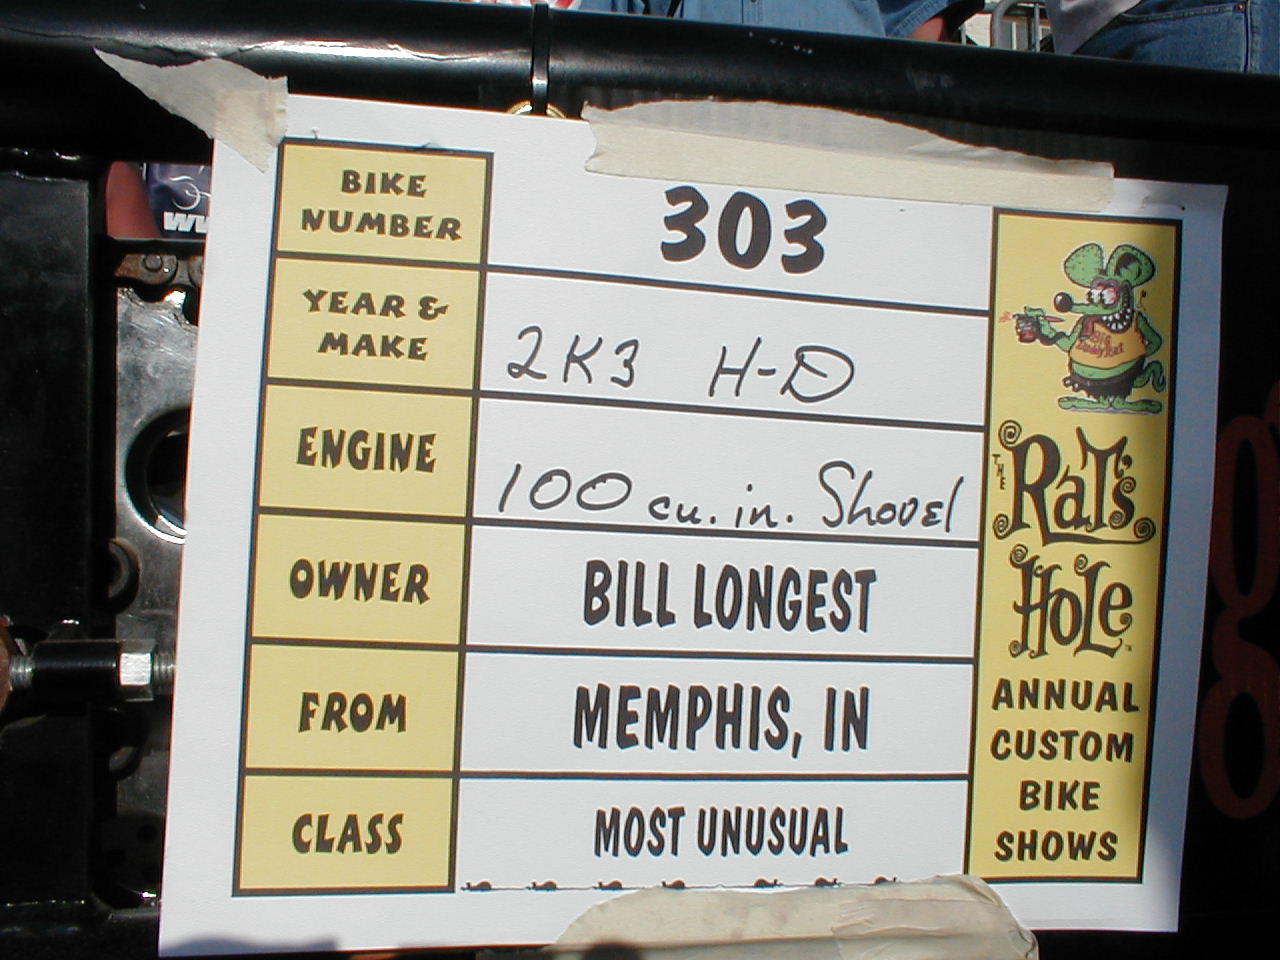 BIKE NUMBER
303
YEAR & MAKE
2K3 H-D
ENGINE
100 cu. in. Shovel
OWNER
BILL LONGEST
FROM
MEMPHIS, IN
CLASS
MOST UNUSUAL
THE
RAT'S
HOLE
ANNUAL
CUSTOM
BIKE
SHOWS